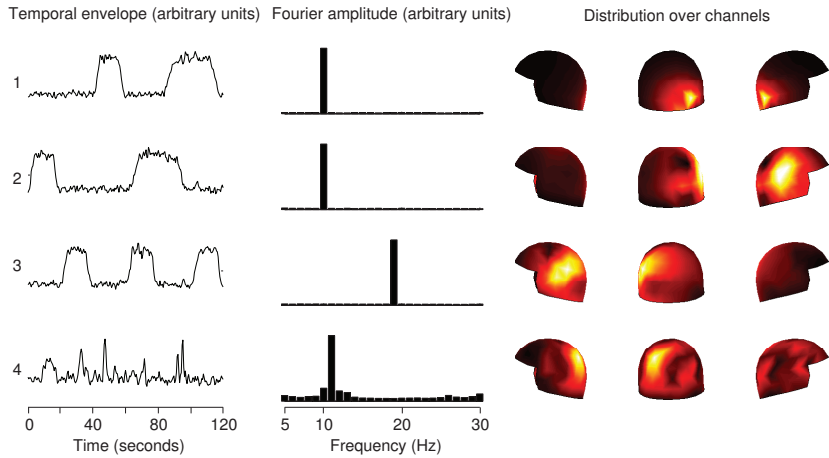 Temporal envelope (arbitrary units) Fourier amplitude (arbitrary units) Distribution over channels
1
2
3
4
0 40 80 120 5 10 20 30
Time (seconds) Frequency (Hz)